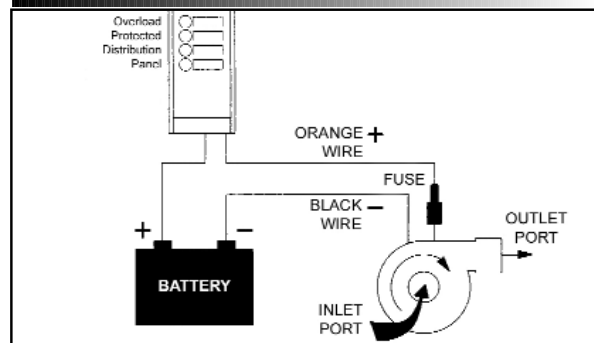 Overload
Protected
Distribution
Panel
ORANGE +
WIRE
FUSE
BLACK −
WIRE
OUTLET
PORT
+ −
BATTERY
INLET
PORT